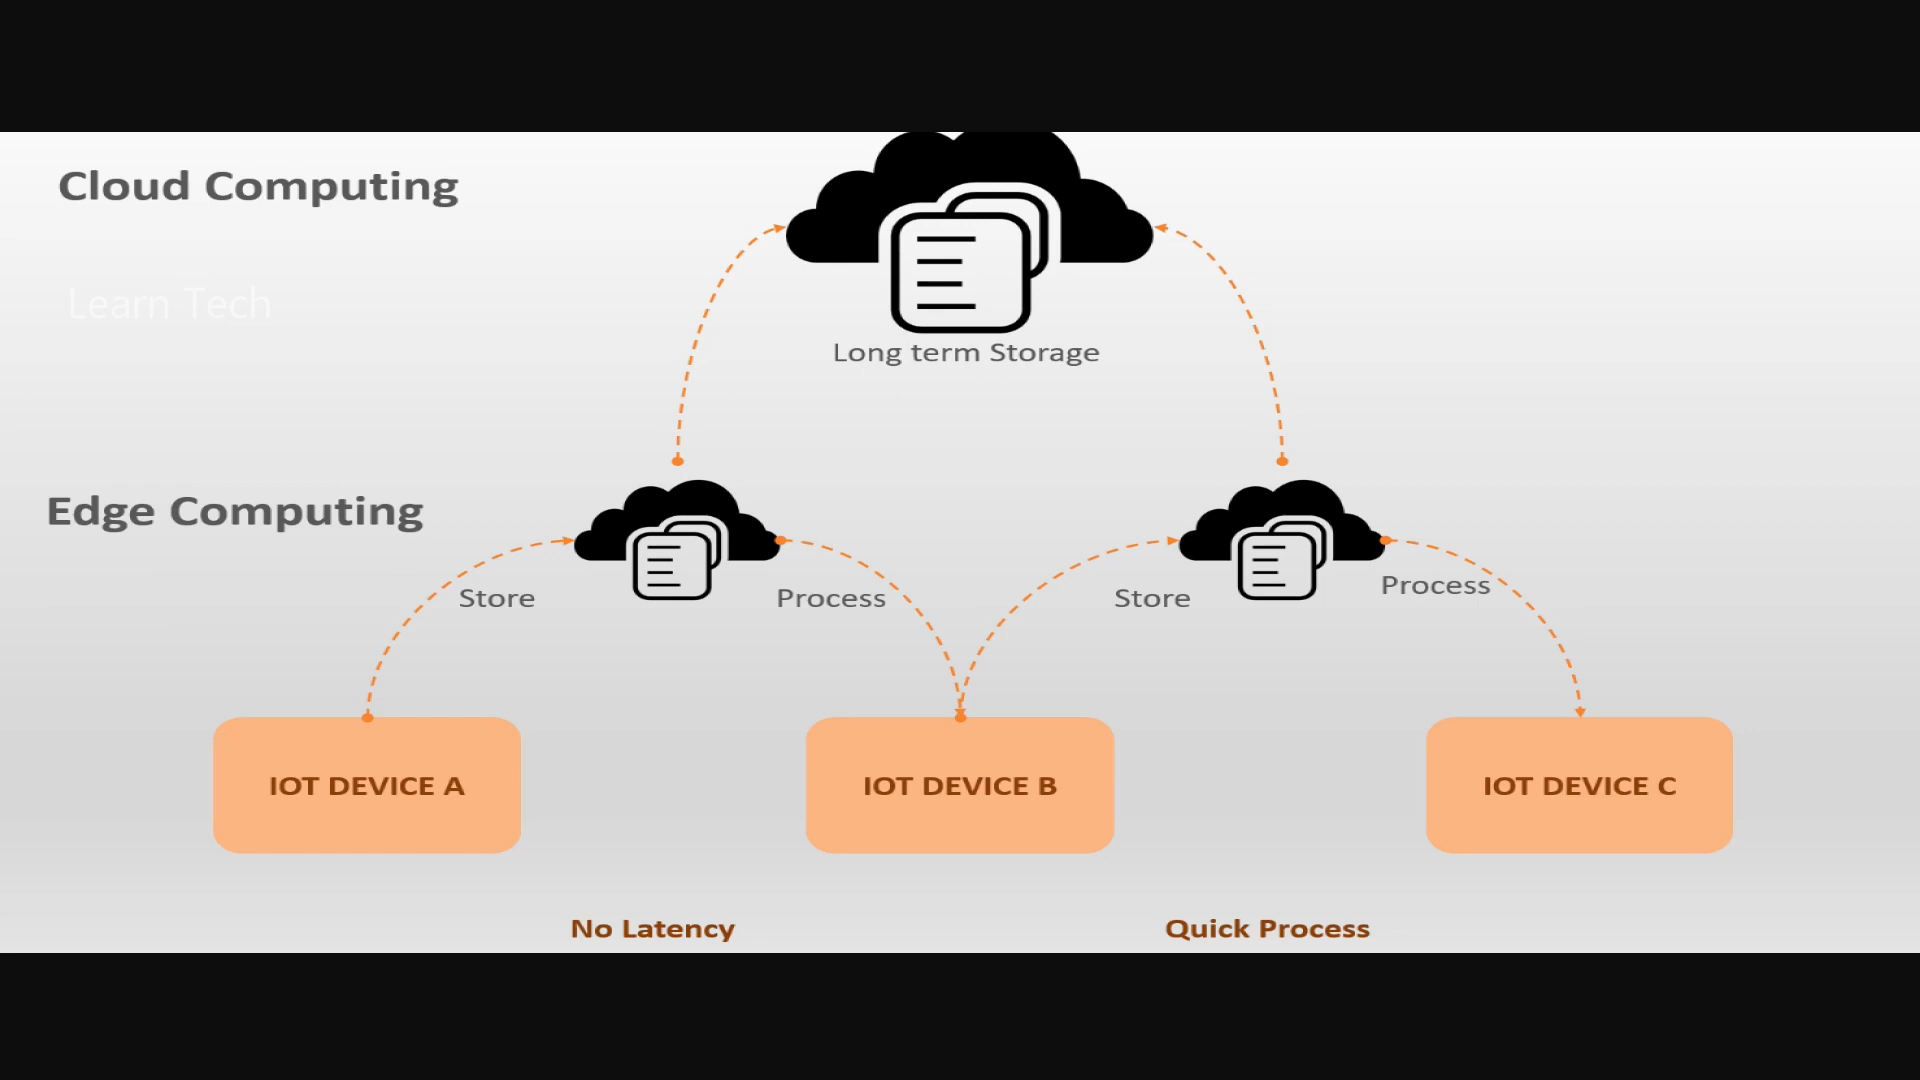 Cloud Computing
Learn Tech
Long term Storage
Edge Computing
Store
Process
Store
Process
IOT DEVICE A
IOT DEVICE B
IOT DEVICE C
No Latency
Quick Process